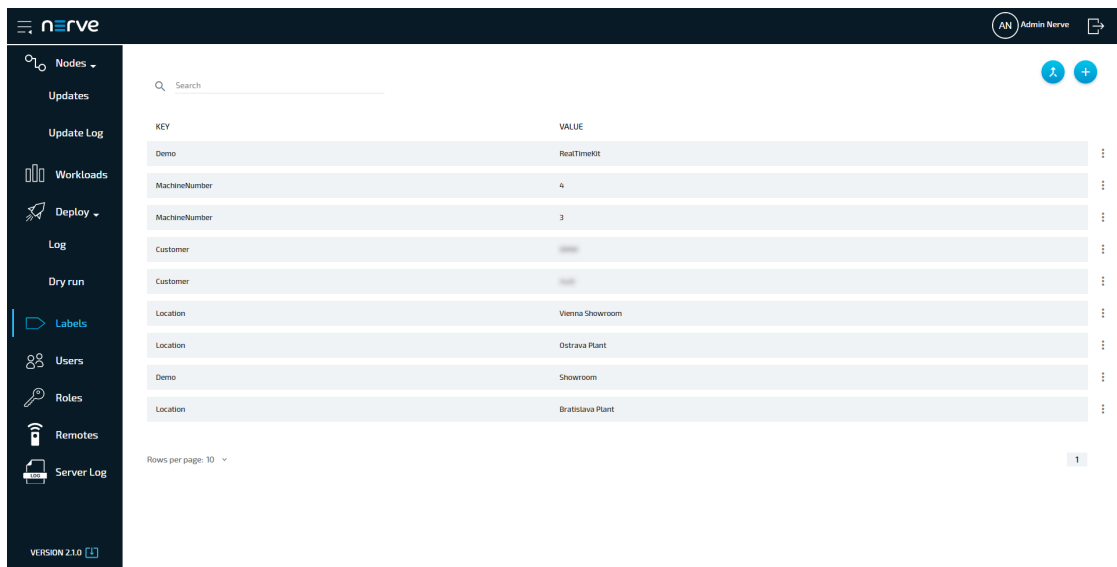 nerve
AN Admin Nerve
Nodes
Updates
Update Log
Workloads
Deploy
Log
Dry run
Labels
Users
Roles
Remotes
LOG Server Log
VERSION 2.1.0
Search
KEY VALUE
Demo RealTimeKit
MachineNumber 4
MachineNumber 3
Customer
Customer
Location Vienna Showroom
Location Ostrava Plant
Demo Showroom
Location Bratislava Plant
Rows per page: 10 1